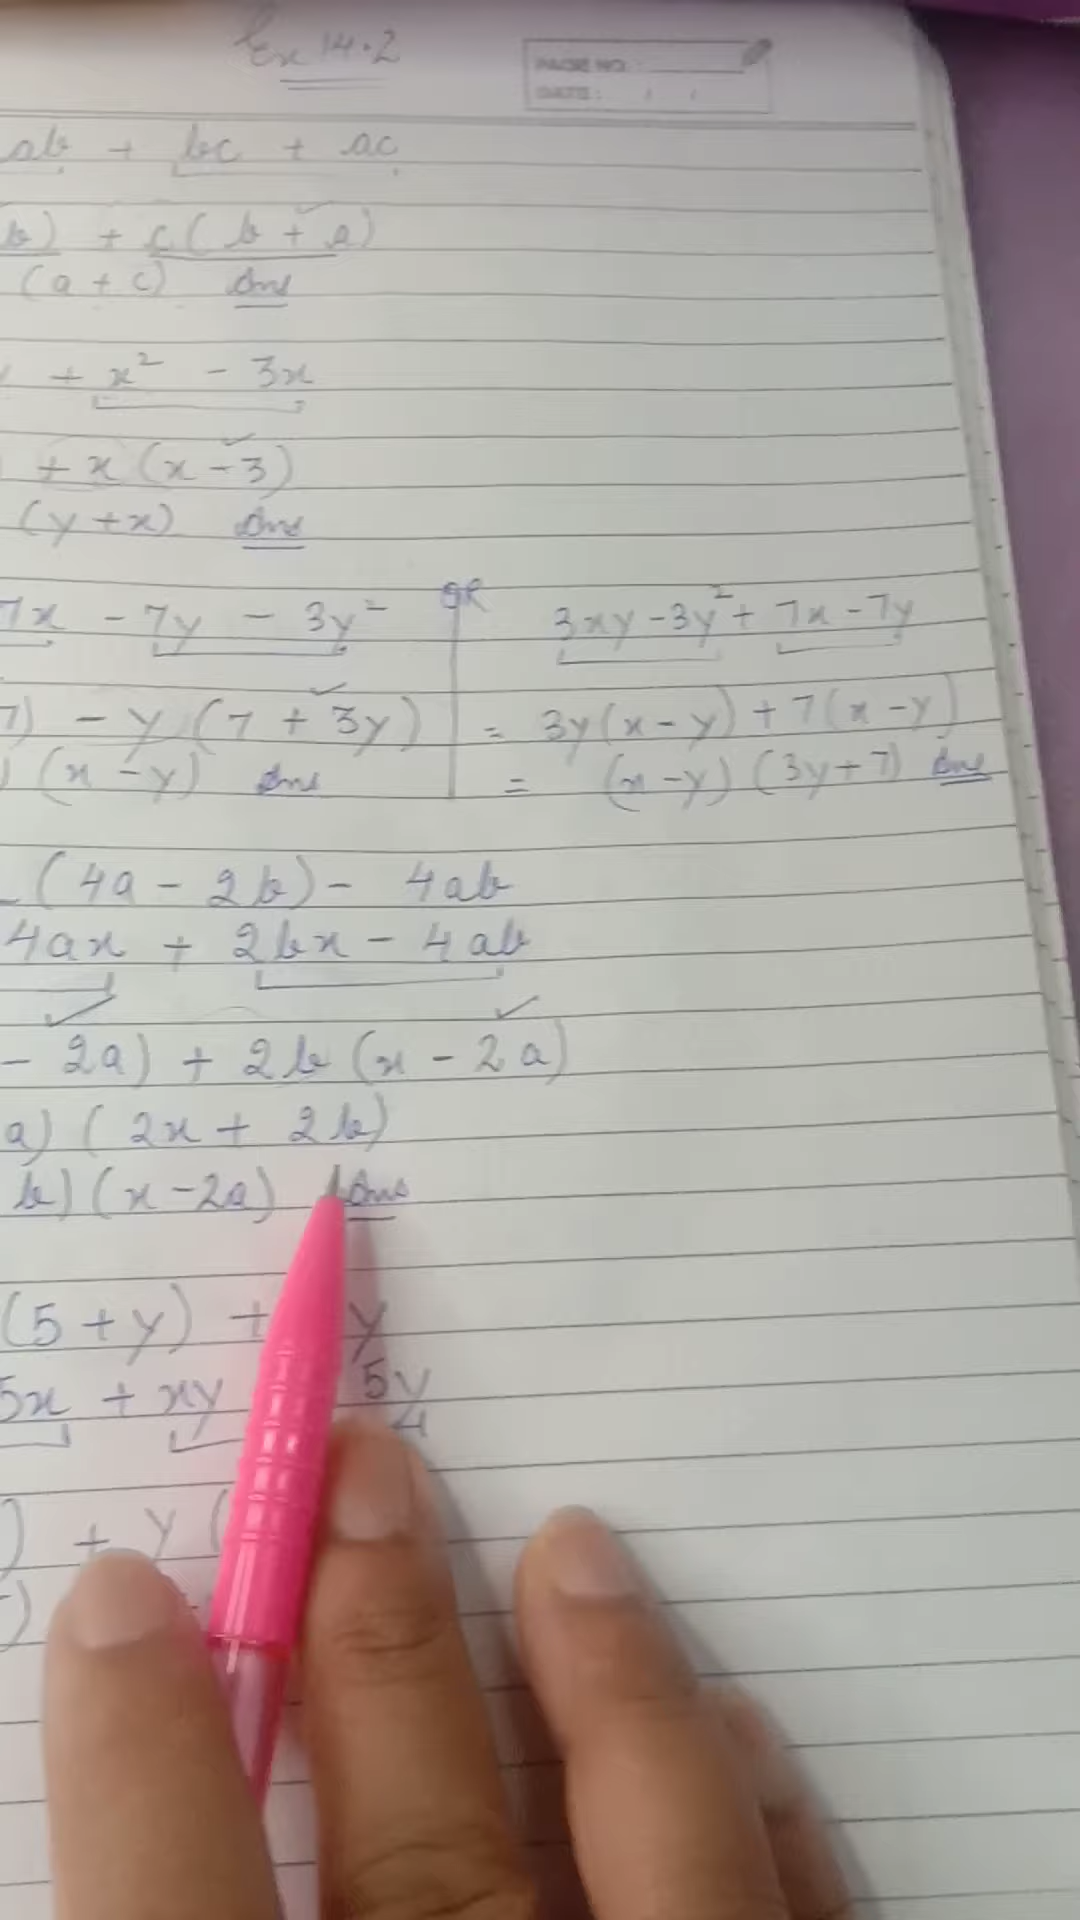 Ex 14.2
PAGE NO.:
DATE: / /
ab + bc + ac
b) + c(b + a)
(a + c) Ans
+ x² - 3x
+ x(x - 3)
(y + x) Ans
7x - 7y - 3y² OR 3xy - 3y² + 7x - 7y
7) - y(7 + 3y) = 3y(x - y) + 7(x - y)
) (x - y) Ans = (x - y)(3y + 7) Ans
(4a - 2b) - 4ab
4ax + 2bx - 4ab
- 2a) + 2b(x - 2a)
a)(2x + 2b)
b)(x - 2a) Ans
(5 + y) + y
5x + xy 5y
) + y(
)